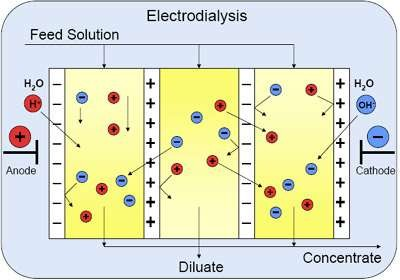 Electrodialysis
Feed Solution
H₂O
H⁺
+
Anode
H₂O
OH⁻
−
Cathode
Concentrate
Diluate